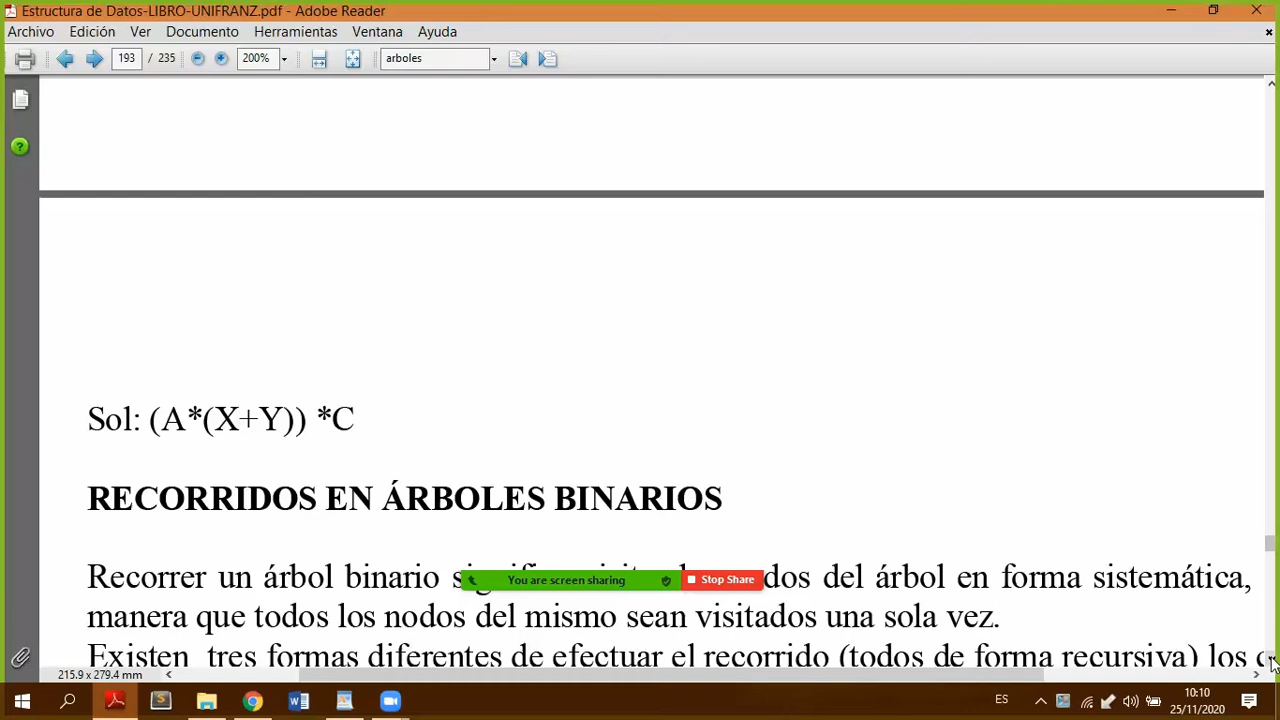 Estructura de Datos-LIBRO-UNIFRANZ.pdf - Adobe Reader
Archivo Edición Ver Documento Herramientas Ventana Ayuda
193 / 235 200% arboles
Sol: (A*(X+Y)) *C
RECORRIDOS EN ÁRBOLES BINARIOS
Recorrer un árbol binario del árbol en forma sistemática,
You are screen sharing Stop Share
manera que todos los nodos del mismo sean visitados una sola vez.
Existen tres formas diferentes de efectuar el recorrido (todos de forma recursiva) los
215.9 x 279.4 mm
ES
10:10
25/11/2020